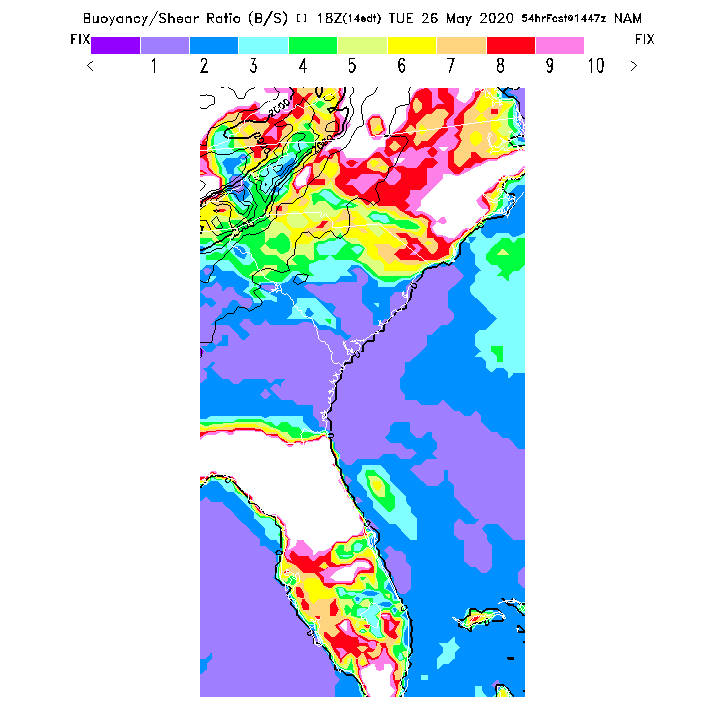 Buoyancy/Shear Ratio (B/S) [] 18Z(14edt) TUE 26 May 2020 54hrFcst@1447z NAM
FIX FIX
< 1 2 3 4 5 6 7 8 9 10 >
2000